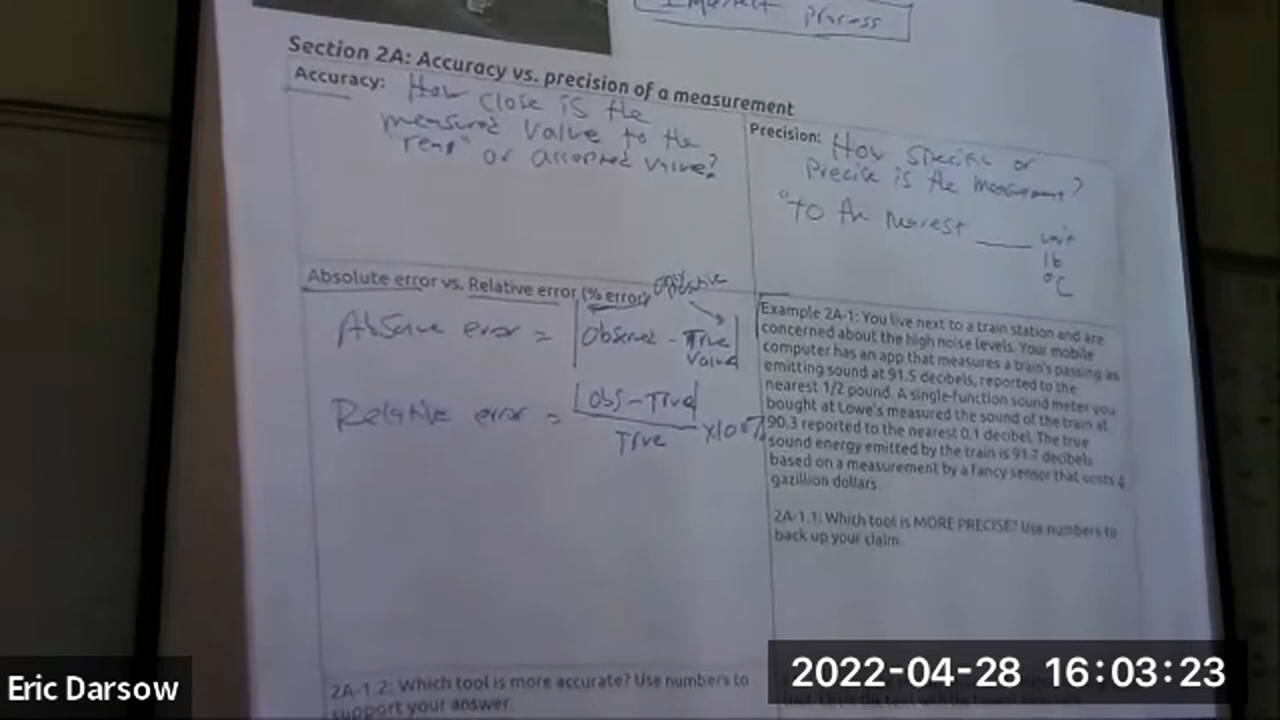 Process
Section 2A: Accuracy vs. precision of a measurement
Accuracy: How close is the
measured value to the
"real" or accepted value?
Precision: How specific or
Precise is the measurement?
"To the nearest ____ unit
lb
°C
Absolute error vs. Relative error (% error)
Absolute error = |Observed - True
Value|
Relative error = |obs - True|
True
x100%
Example 2A-1: You live next to a train station and are
concerned about the high noise levels. Your mobile
computer has an app that measures a train's passing as
emitting sound at 91.5 decibels, reported to the
nearest 1/2 pound. A single-function sound meter you
bought at Lowe's measured the sound of the train at
90.3 reported to the nearest 0.1 decibel. The true
sound energy emitted by the train is 91.7 decibels
based on a measurement by a fancy sensor that costs
gazillion dollars.
2A-1.1: Which tool is MORE PRECISE? Use numbers to
back up your claim.
2A-1.2: Which tool is more accurate? Use numbers to
support your answer.
Eric Darsow
2022-04-28 16:03:23